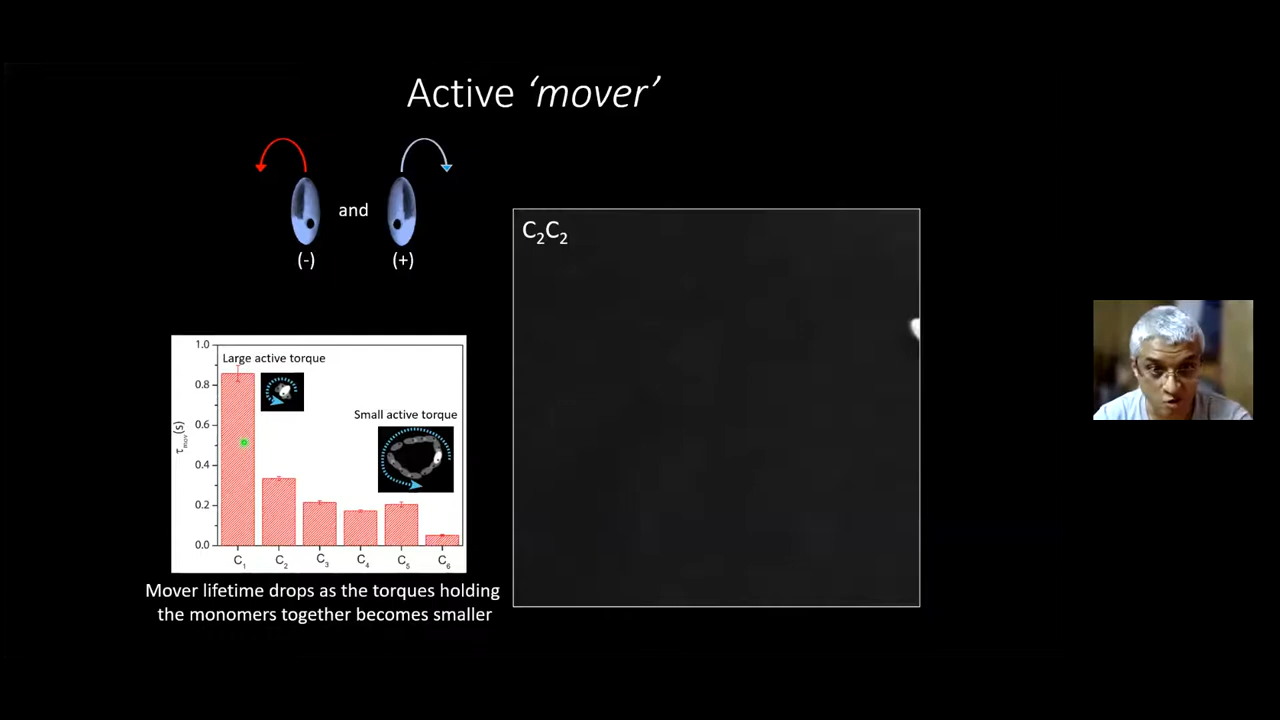 Active ‘mover’
and
(-)
(+)
C₂C₂
1.0
Large active torque
0.8
Small active torque
0.6
τmov(s)
0.4
0.2
0.0
C₁ C₂ C₃ C₄ C₅ C₆
Mover lifetime drops as the torques holding
the monomers together becomes smaller